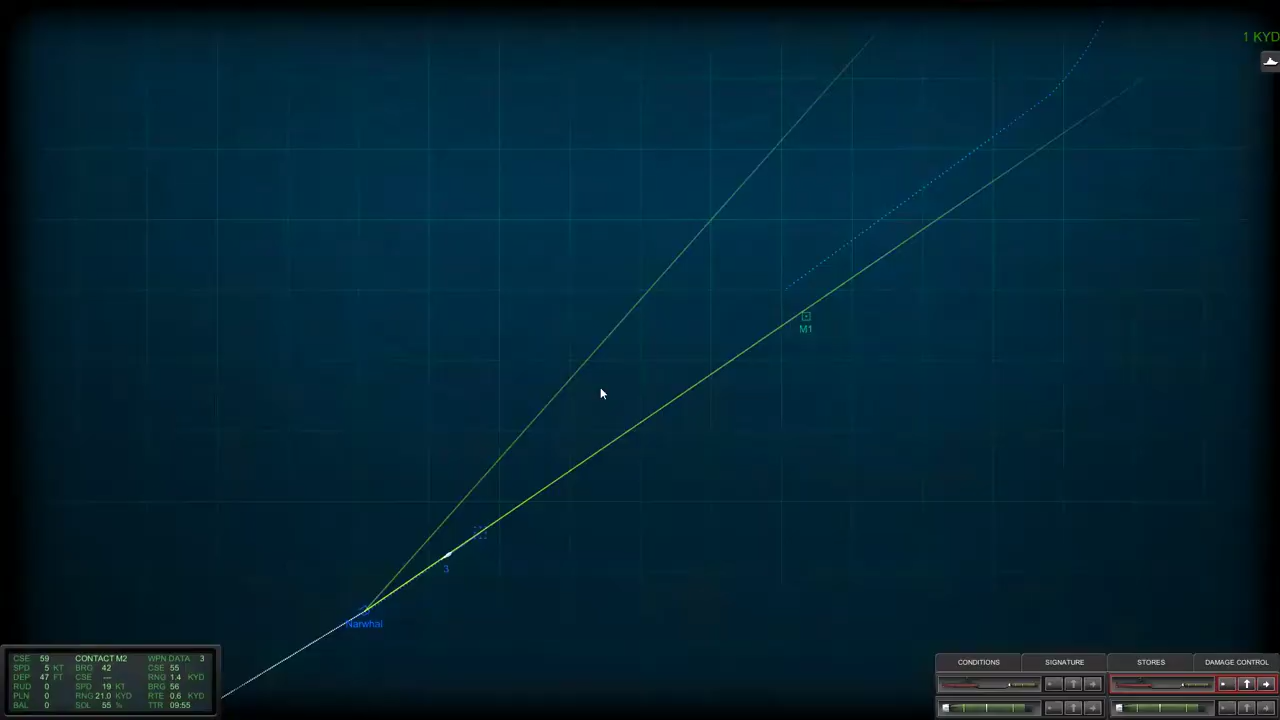 1 KYD
M1
3
Narwhal
CSE 59 CONTACT M2 WPN DATA 3
SPD 5 KT BRG 42 CSE 55
DEP 47 FT CSE --- RNG 1.4 KYD
RUD 0 SPD 19 KT BRG 56
PLN 0 RNG 21.0 KYD RTE 0.6 KYD
BAL 0 SOL 55 % TTR 09:55
CONDITIONS SIGNATURE STORES DAMAGE CONTROL